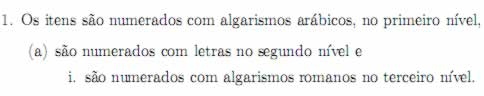 1. Os itens são numerados com algarismos arábicos, no primeiro nível,
(a) são numerados com letras no segundo nível e
i. são numerados com algarismos romanos no terceiro nível.